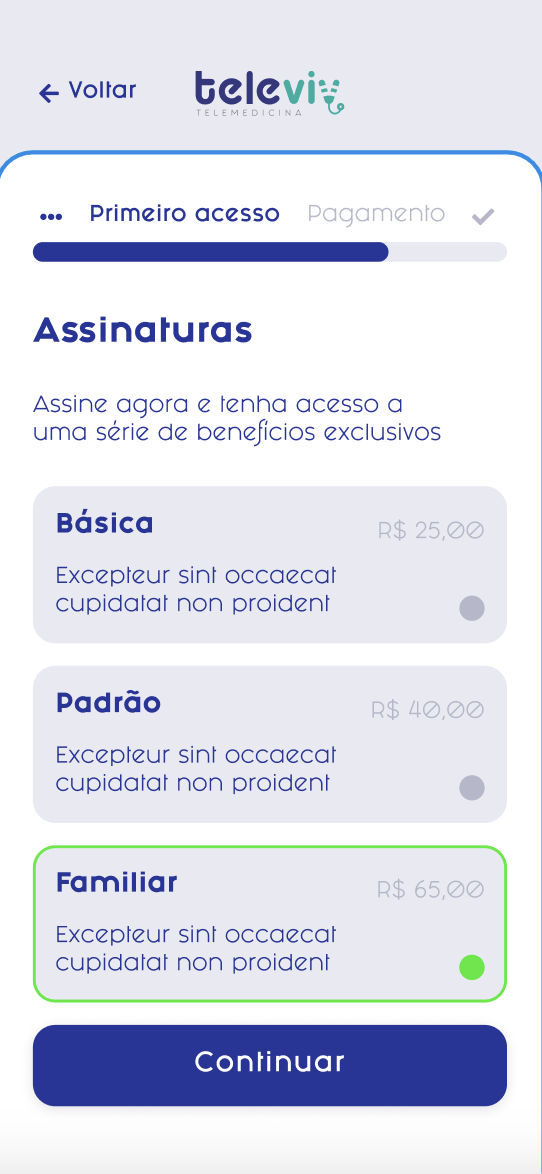 Voltar
televiv
TELEMEDICINA
Primeiro acesso
Pagamento
Assinaturas
Assine agora e tenha acesso a
uma série de benefícios exclusivos
Básica
R$ 25,00
Excepteur sint occaecat
cupidatat non proident
Padrão
R$ 40,00
Excepteur sint occaecat
cupidatat non proident
Familiar
R$ 65,00
Excepteur sint occaecat
cupidatat non proident
Continuar